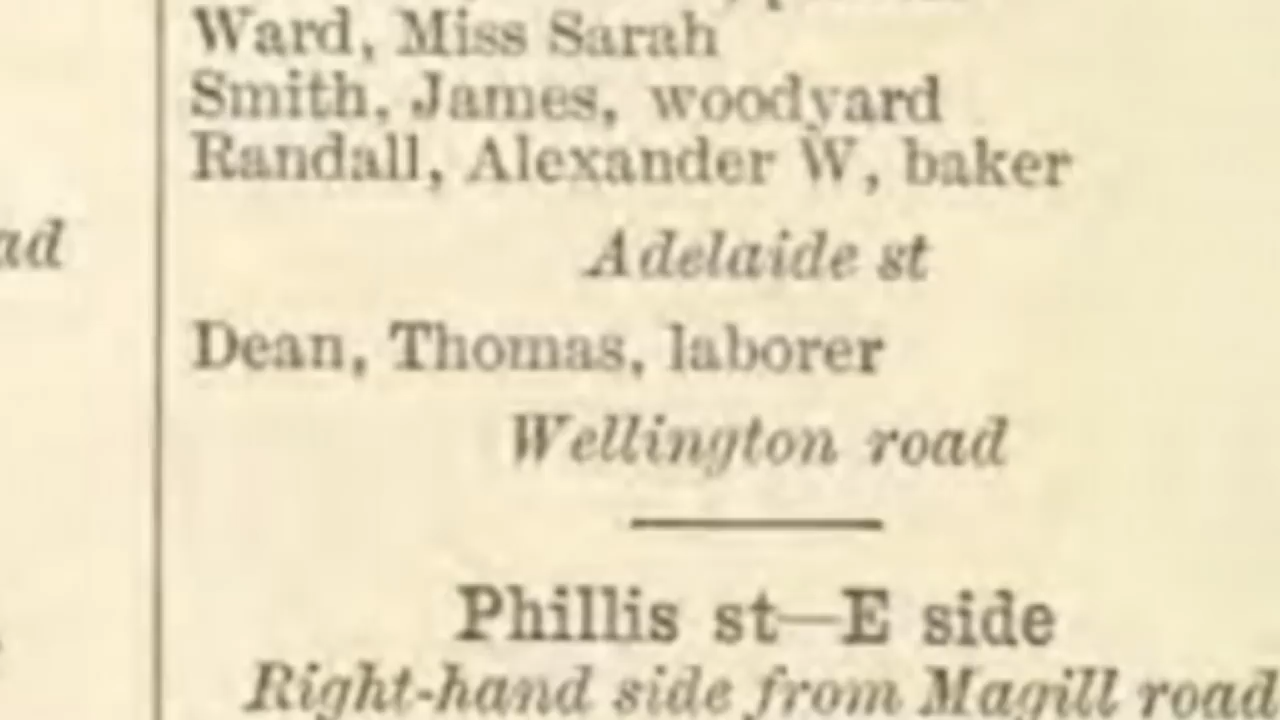 Ward, Miss Sarah
Smith, James, woodyard
Randall, Alexander W, baker
ad
Adelaide st
Dean, Thomas, laborer
Wellington road
Phillis st—E side
Right-hand side from Magill road